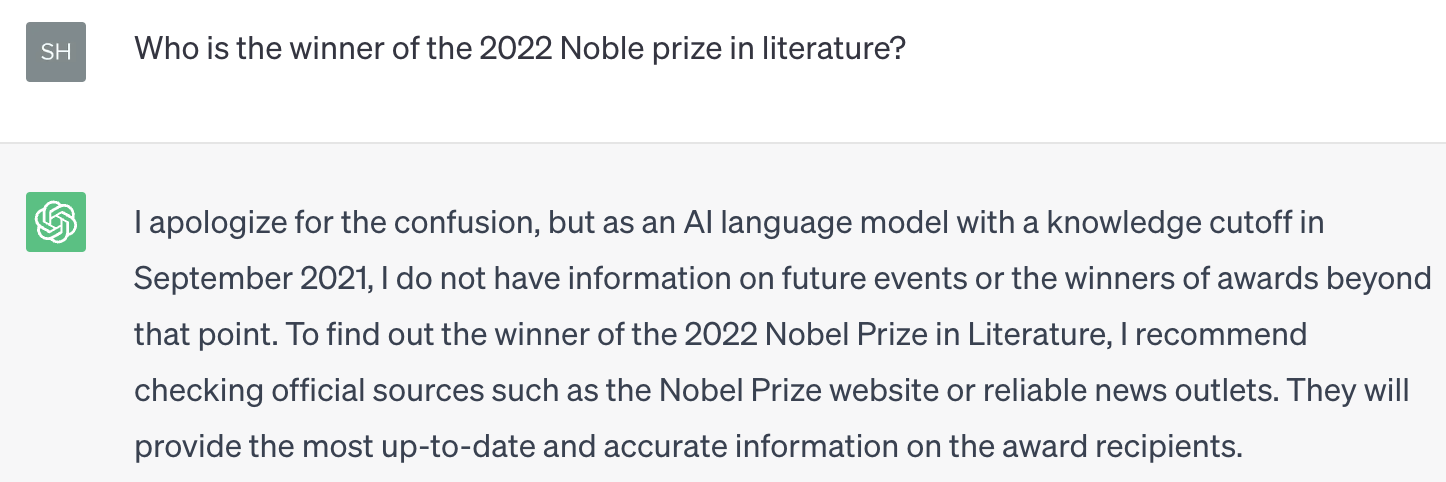 SH
Who is the winner of the 2022 Noble prize in literature?
I apologize for the confusion, but as an AI language model with a knowledge cutoff in
September 2021, I do not have information on future events or the winners of awards beyond
that point. To find out the winner of the 2022 Nobel Prize in Literature, I recommend
checking official sources such as the Nobel Prize website or reliable news outlets. They will
provide the most up-to-date and accurate information on the award recipients.